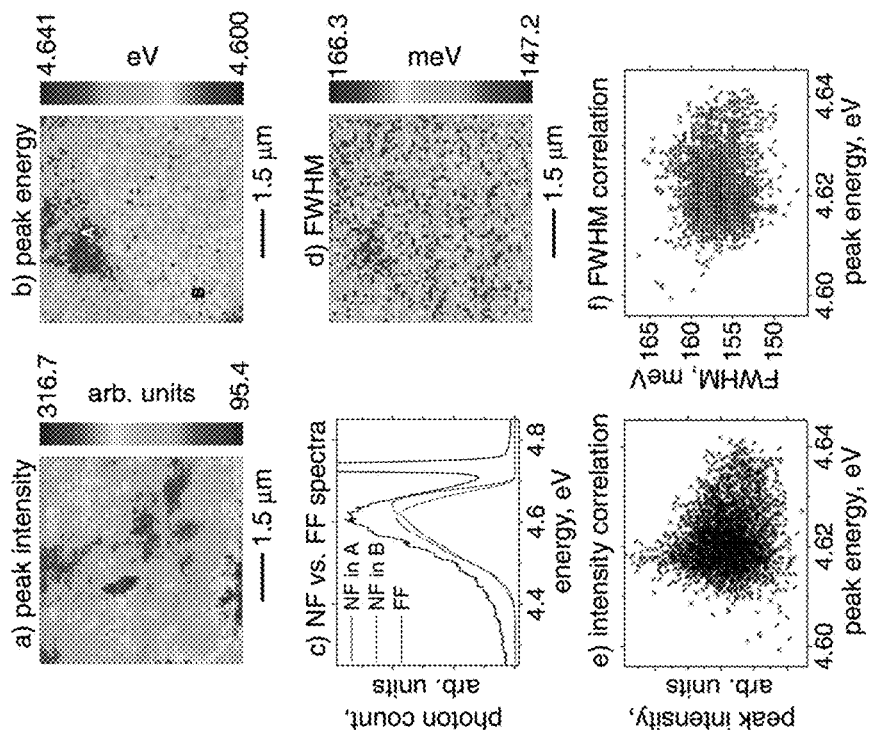 a) peak intensity
316.7
arb. units
95.4
1.5 µm
b) peak energy
4.641
eV
4.600
B
1.5 µm
c) NF vs. FF spectra
NF in A
NF in B
FF
photon count,
arb. units
4.4
4.6
4.8
energy, eV
d) FWHM
166.3
meV
147.2
1.5 µm
e) intensity correlation
peak intensity,
arb. units
4.60
4.62
4.64
peak energy, eV
f) FWHM correlation
FWHM, meV
165
160
155
150
4.60
4.62
4.64
peak energy, eV